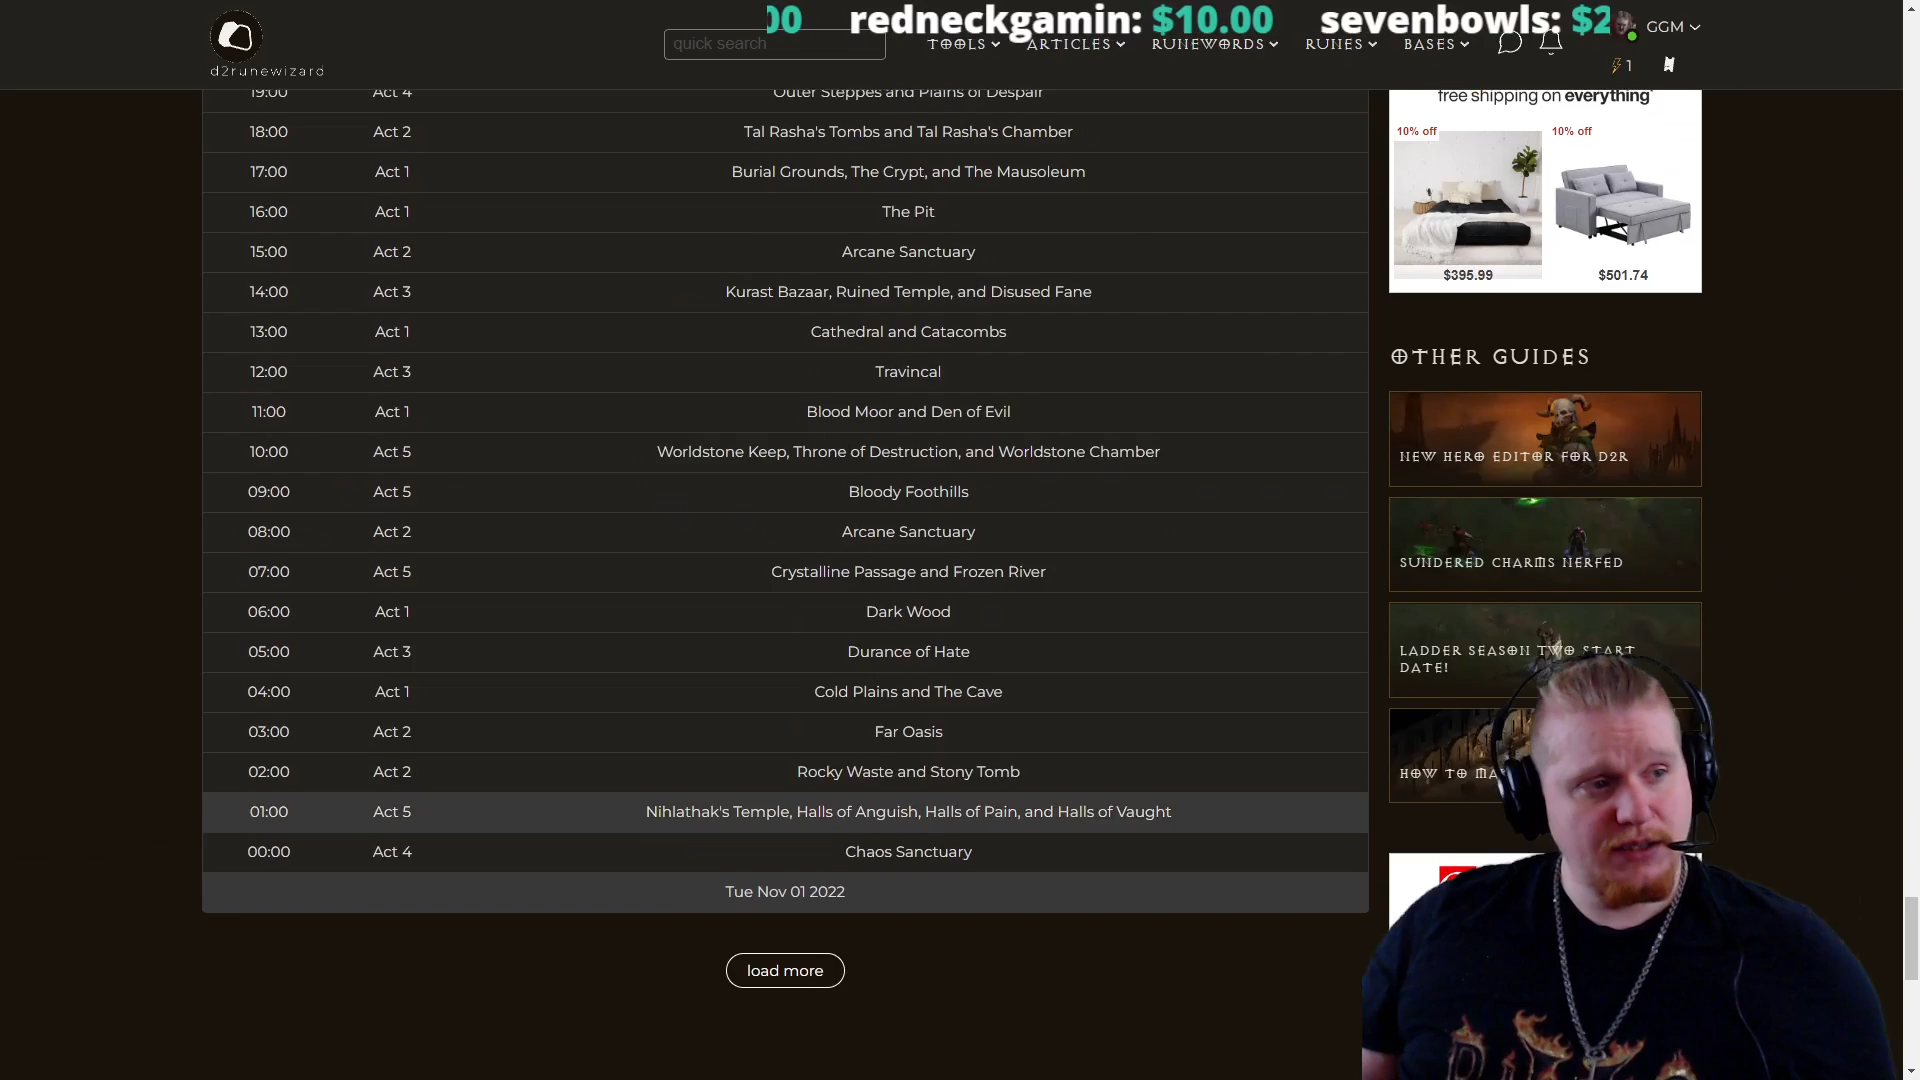 00 redneckgamin: $10.00 sevenbowls: $2
GGM
quick search
TOOLS ARTICLES RUNEWORDS RUNES BASES
d2runewizard
1
19:00 Act 4 Outer Steppes and Plains of Despair
18:00 Act 2 Tal Rasha's Tombs and Tal Rasha's Chamber
17:00 Act 1 Burial Grounds, The Crypt, and The Mausoleum
16:00 Act 1 The Pit
15:00 Act 2 Arcane Sanctuary
14:00 Act 3 Kurast Bazaar, Ruined Temple, and Disused Fane
13:00 Act 1 Cathedral and Catacombs
12:00 Act 3 Travincal
11:00 Act 1 Blood Moor and Den of Evil
10:00 Act 5 Worldstone Keep, Throne of Destruction, and Worldstone Chamber
09:00 Act 5 Bloody Foothills
08:00 Act 2 Arcane Sanctuary
07:00 Act 5 Crystalline Passage and Frozen River
06:00 Act 1 Dark Wood
05:00 Act 3 Durance of Hate
04:00 Act 1 Cold Plains and The Cave
03:00 Act 2 Far Oasis
02:00 Act 2 Rocky Waste and Stony Tomb
01:00 Act 5 Nihlathak's Temple, Halls of Anguish, Halls of Pain, and Halls of Vaught
00:00 Act 4 Chaos Sanctuary
Tue Nov 01 2022
load more
free shipping on everything*
10% off 10% off
$395.99 $501.74
OTHER GUIDES
NEW HERO EDITOR FOR D2R
SUNDERED CHARMS NERFED
LADDER SEASON TWO START
DATE!
HOW TO